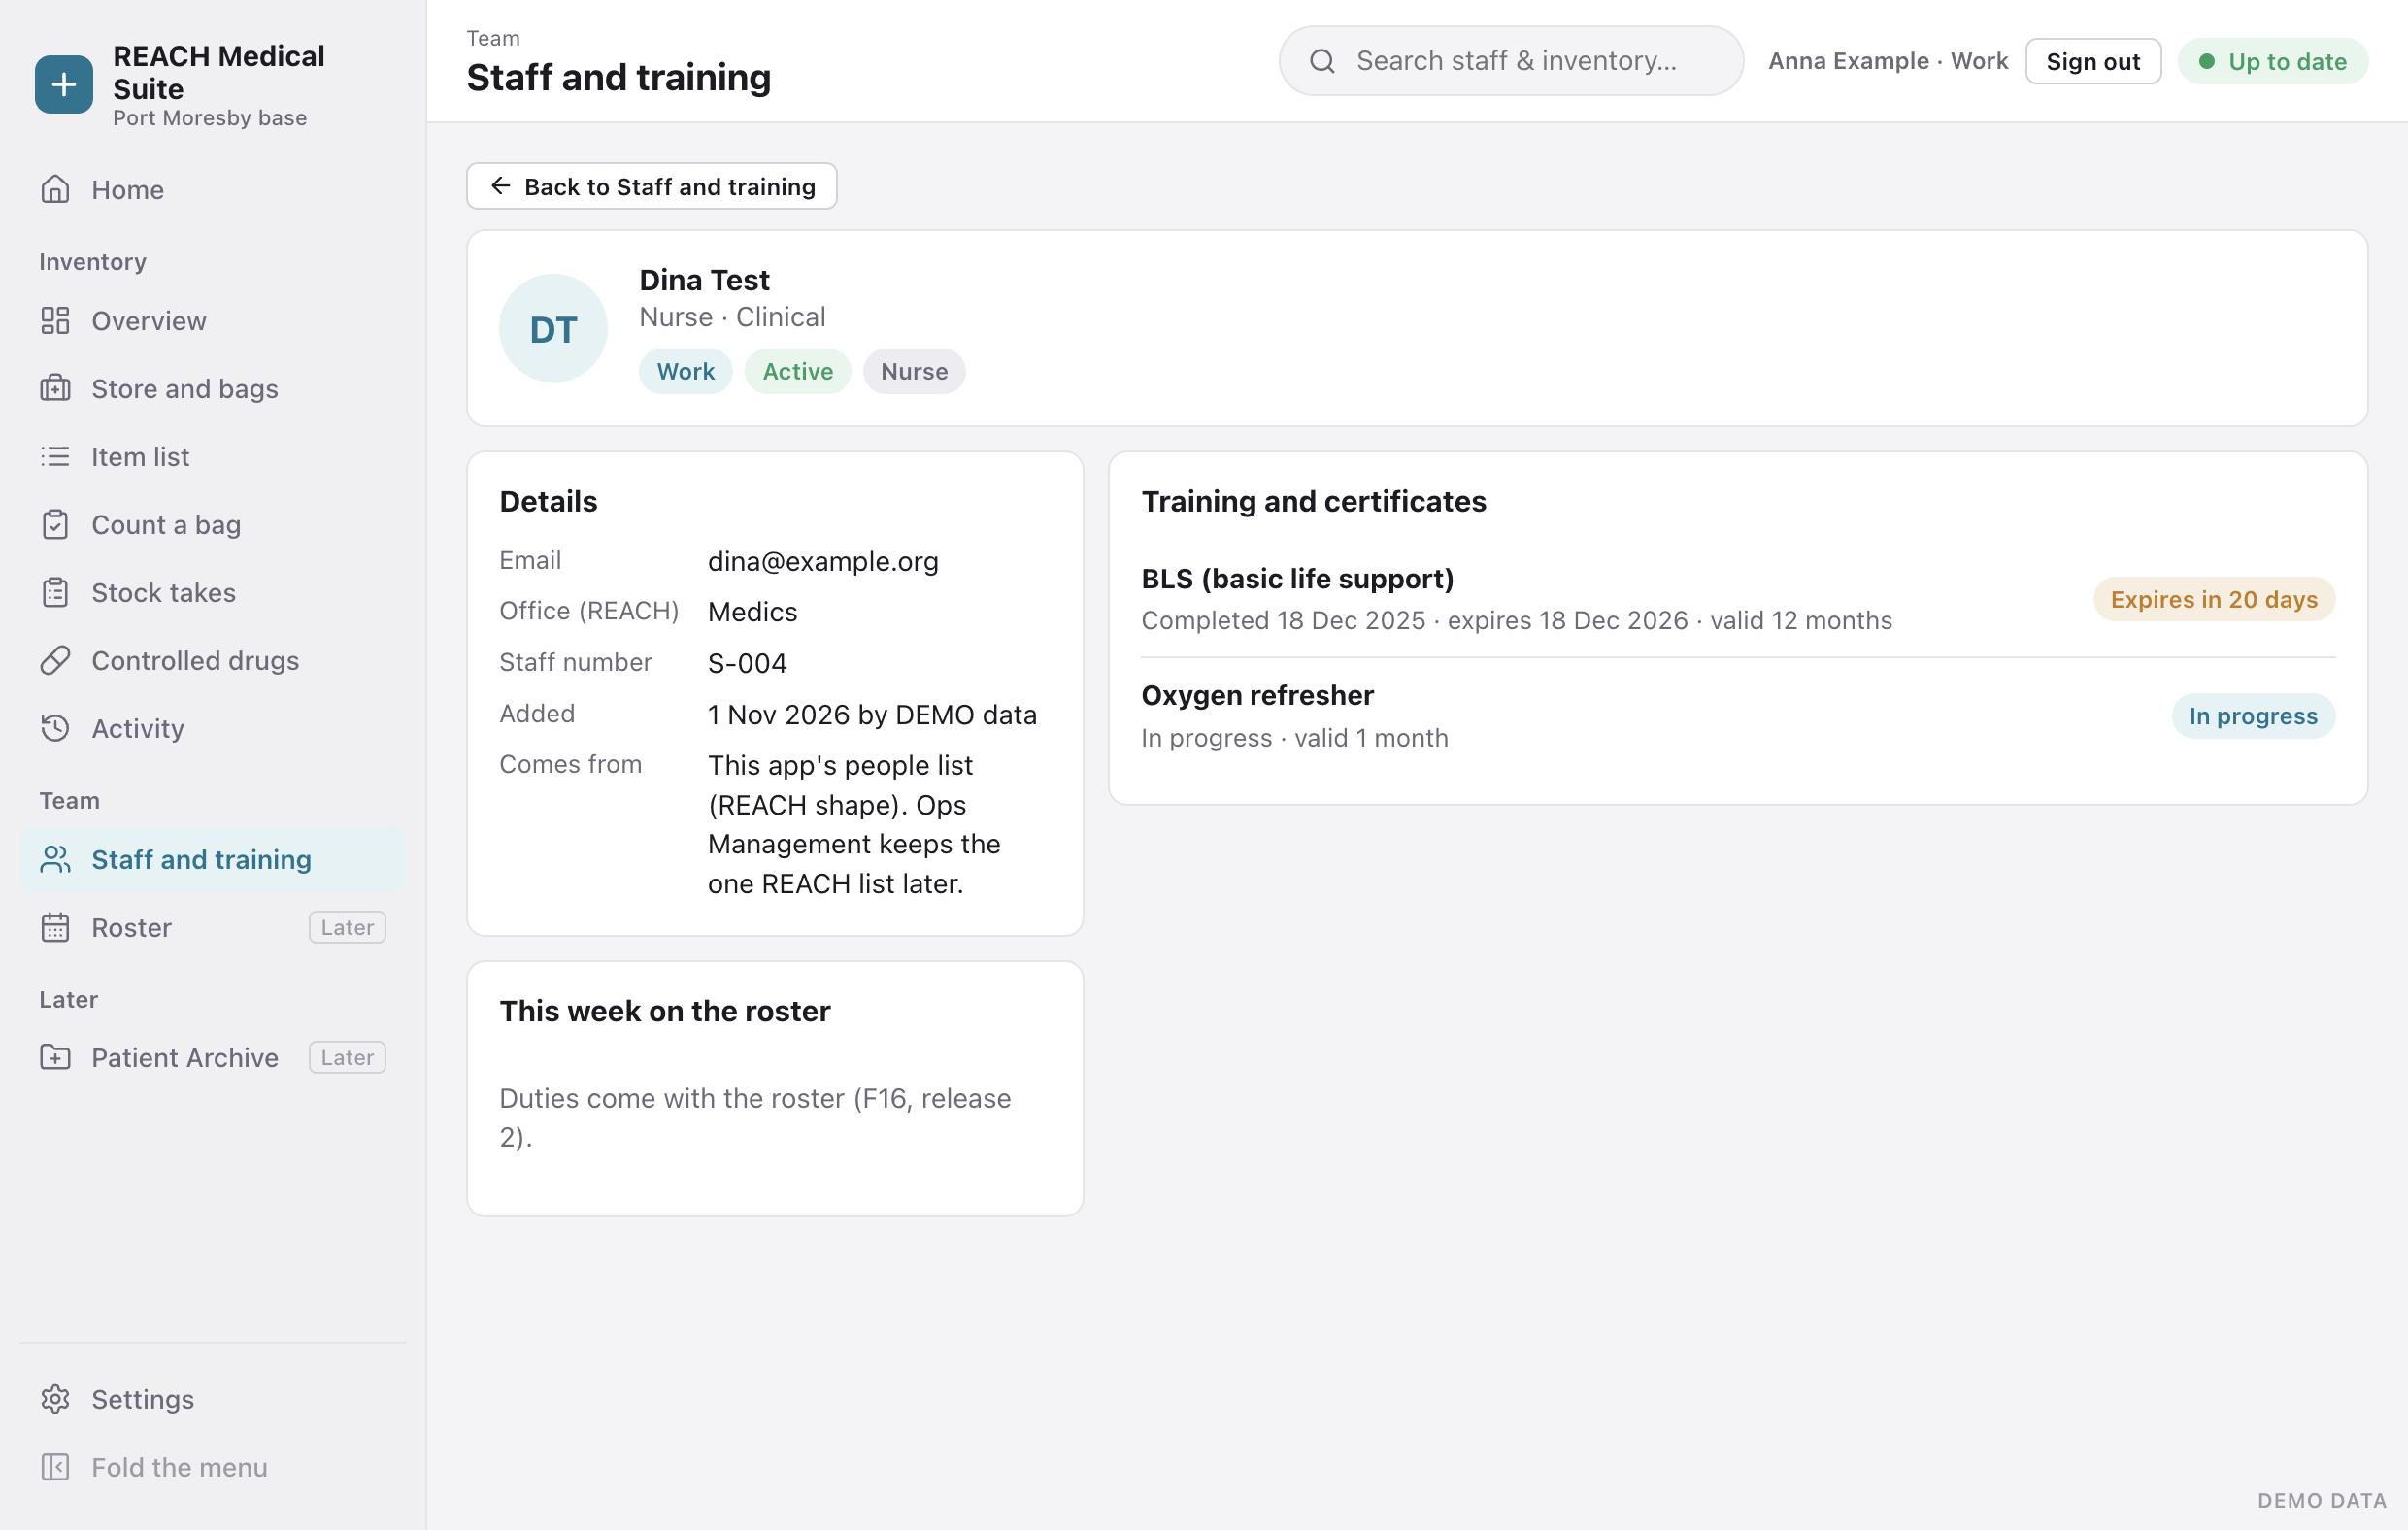 REACH Medical
Suite
Port Moresby base
Home
Inventory
Overview
Store and bags
Item list
Count a bag
Stock takes
Controlled drugs
Activity
Team
Staff and training
Roster
Later
Later
Patient Archive
Later
Settings
Fold the menu
Team
Staff and training
Search staff & inventory...
Anna Example · Work
Sign out
Up to date
Back to Staff and training
DT
Dina Test
Nurse · Clinical
Work
Active
Nurse
Details
Email
dina@example.org
Office (REACH)
Medics
Staff number
S-004
Added
1 Nov 2026 by DEMO data
Comes from
This app's people list
(REACH shape). Ops
Management keeps the
one REACH list later.
This week on the roster
Duties come with the roster (F16, release
2).
Training and certificates
BLS (basic life support)
Completed 18 Dec 2025 · expires 18 Dec 2026 · valid 12 months
Expires in 20 days
Oxygen refresher
In progress · valid 1 month
In progress
DEMO DATA